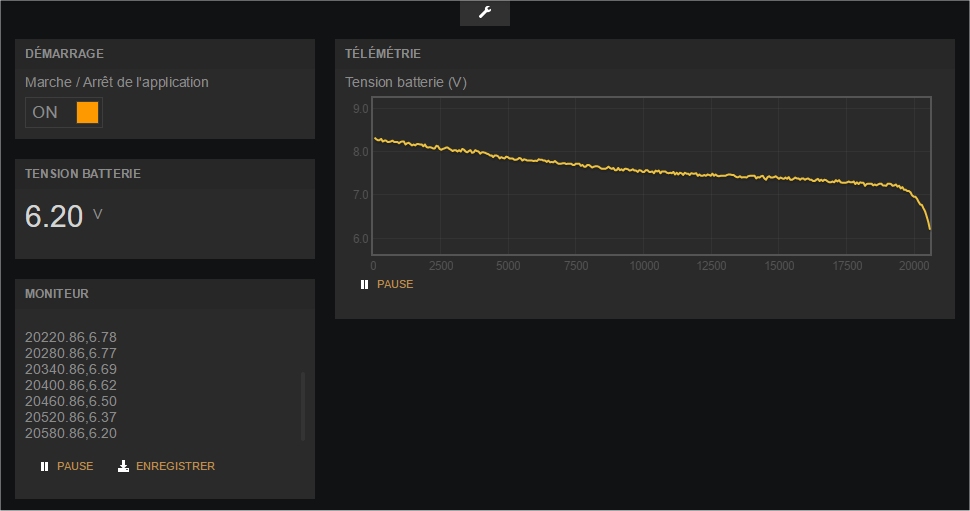 DÉMARRAGE
Marche / Arrêt de l'application
ON
TENSION BATTERIE
6.20 V
MONITEUR
20220.86,6.78
20280.86,6.77
20340.86,6.69
20400.86,6.62
20460.86,6.50
20520.86,6.37
20580.86,6.20
PAUSE ENREGISTRER
TÉLÉMÉTRIE
Tension batterie (V)
9.0
8.0
7.0
6.0
0 2500 5000 7500 10000 12500 15000 17500 20000
PAUSE